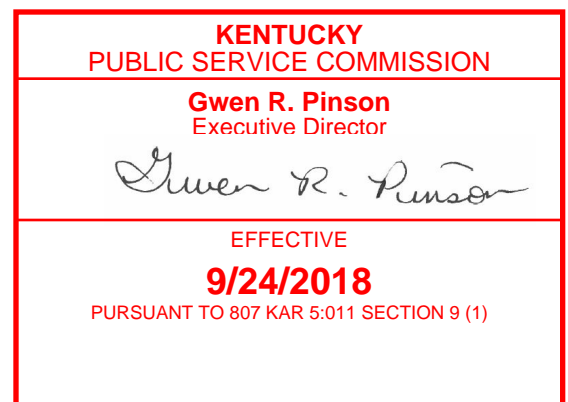 KENTUCKY
PUBLIC SERVICE COMMISSION
Gwen R. Pinson
Executive Director
Gwen R. Pinson
EFFECTIVE
9/24/2018
PURSUANT TO 807 KAR 5:011 SECTION 9 (1)